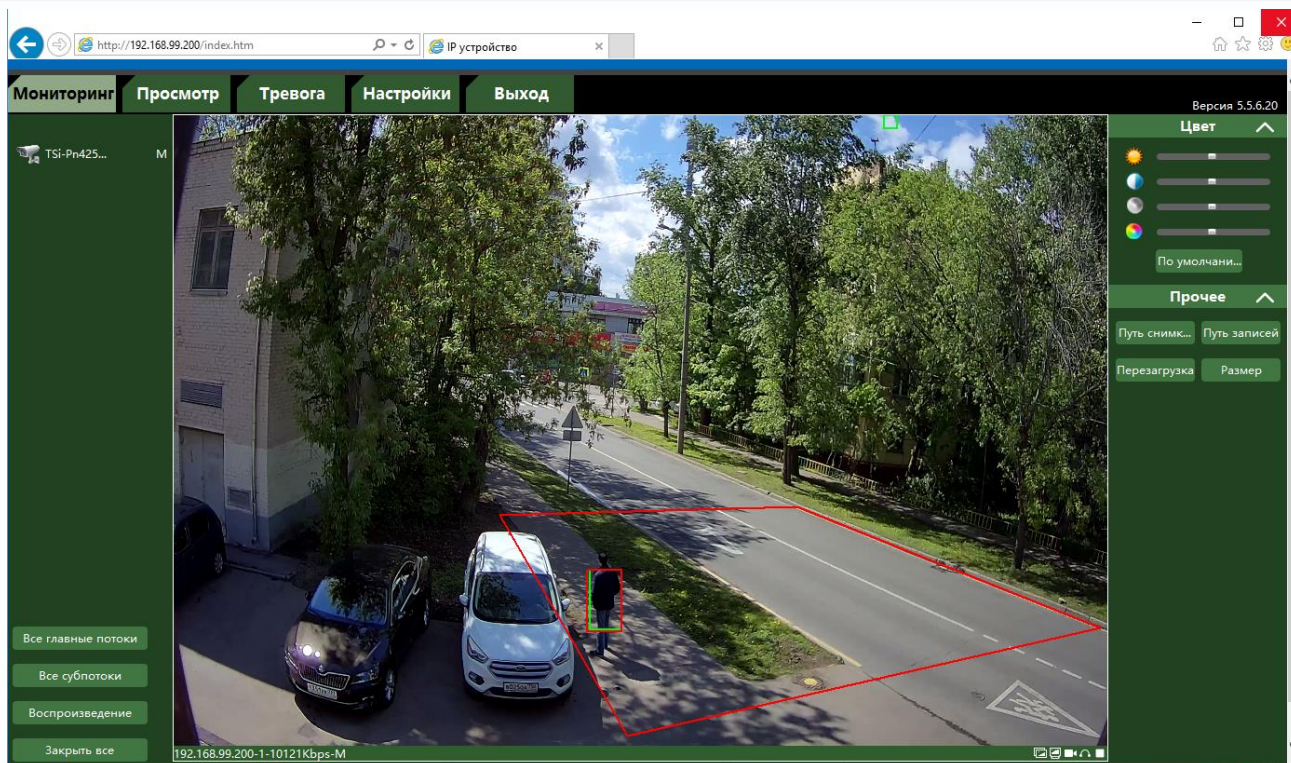 http://192.168.99.200/index.htm
IP устройство
Мониторинг
Просмотр
Тревога
Настройки
Выход
Версия 5.5.6.20
TSi-Pn425...
M
Цвет
По умолчани...
Прочее
Путь снимк...
Путь записей
Перезагрузка
Размер
Все главные потоки
Все субпотоки
Воспроизведение
Закрыть все
192.168.99.200-1-10121Kbps-M